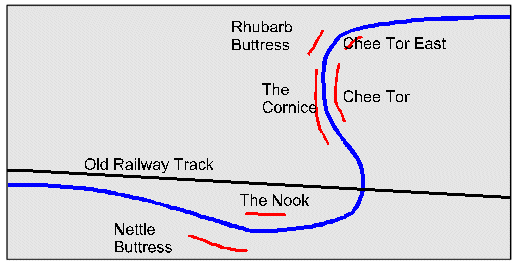 Rhubarb
Buttress
Chee Tor East
The
Cornice
Chee Tor
Old Railway Track
The Nook
Nettle
Buttress